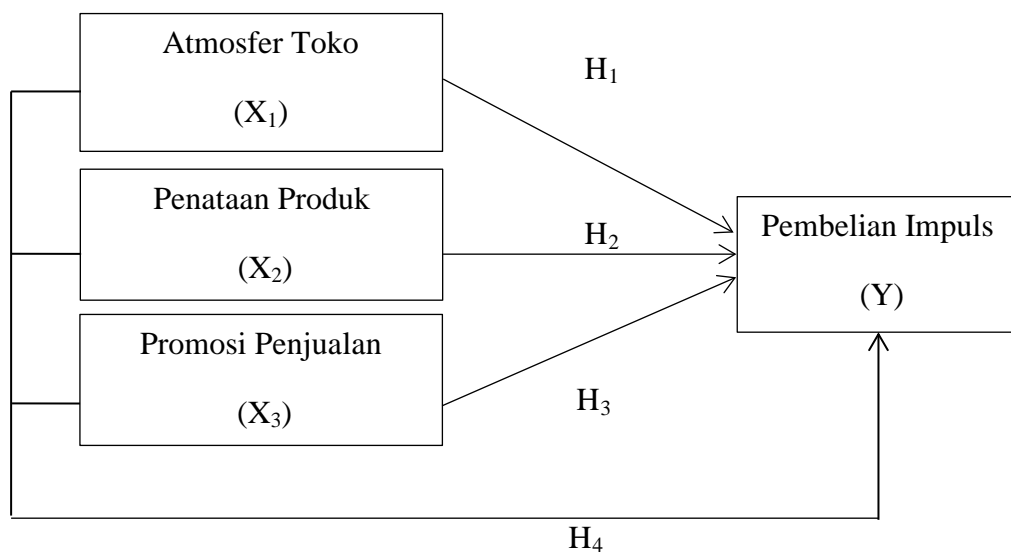 Atmosfer Toko
(X₁)
H₁
Penataan Produk
(X₂)
H₂
Pembelian Impuls
(Y)
Promosi Penjualan
(X₃)
H₃
H₄